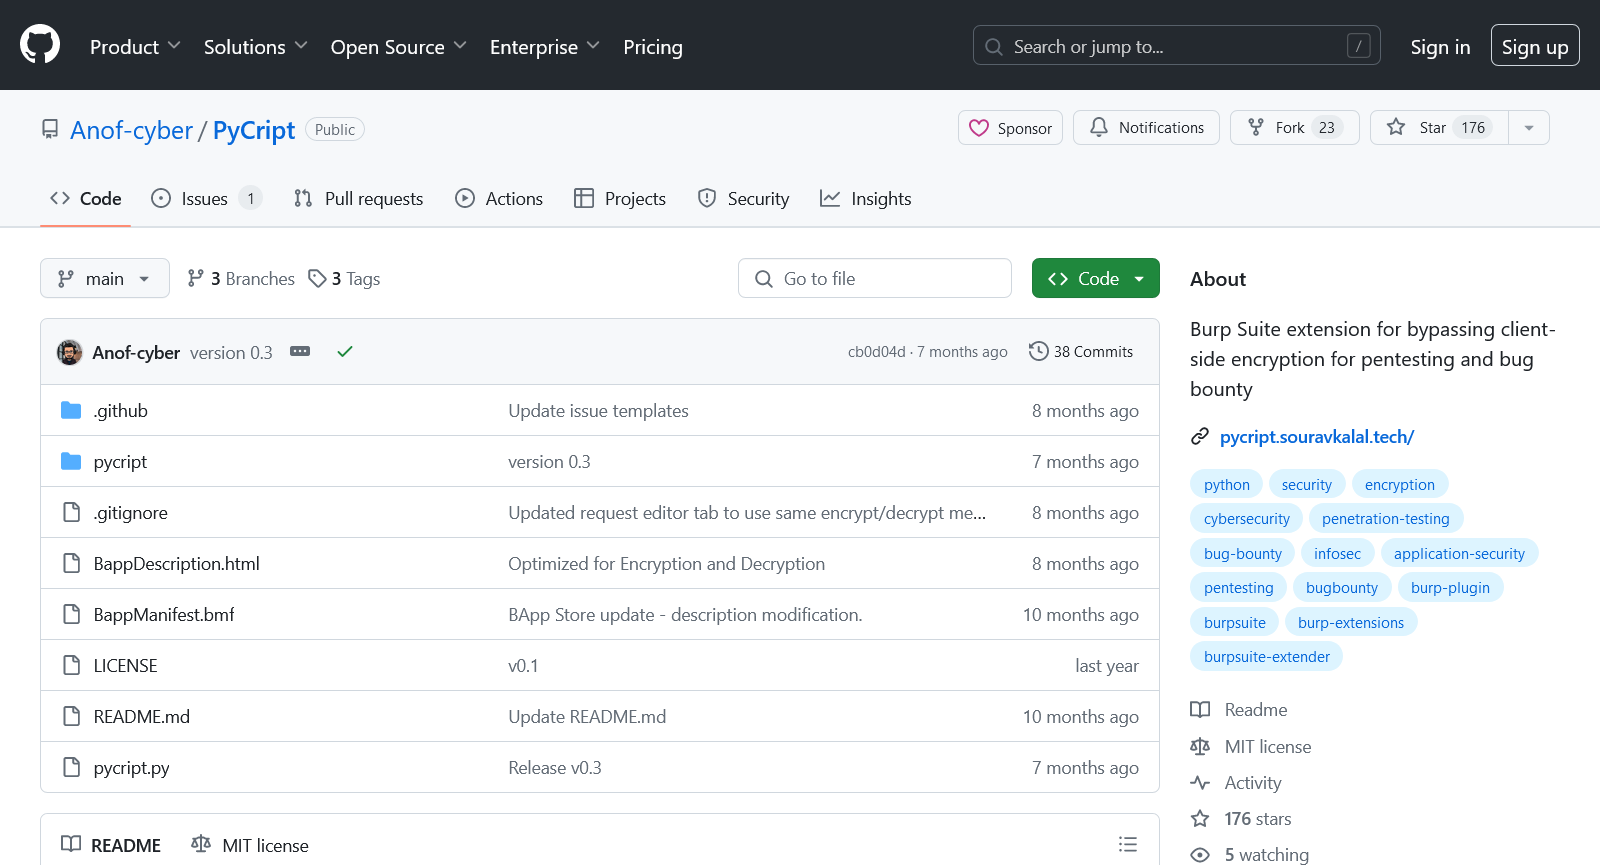 Product Solutions Open Source Enterprise Pricing Search or jump to... / Sign in Sign up
Anof-cyber / PyCript Public Sponsor Notifications Fork 23 Star 176
Code Issues 1 Pull requests Actions Projects Security Insights
main 3 Branches 3 Tags Go to file Code
Anof-cyber version 0.3 cb0d04d · 7 months ago 38 Commits
.github Update issue templates 8 months ago
pycript version 0.3 7 months ago
.gitignore Updated request editor tab to use same encrypt/decrypt me... 8 months ago
BappDescription.html Optimized for Encryption and Decryption 8 months ago
BappManifest.bmf BApp Store update - description modification. 10 months ago
LICENSE v0.1 last year
README.md Update README.md 10 months ago
pycript.py Release v0.3 7 months ago
README MIT license
About
Burp Suite extension for bypassing client-
side encryption for pentesting and bug
bounty
pycript.souravkalal.tech/
python security encryption
cybersecurity penetration-testing
bug-bounty infosec application-security
pentesting bugbounty burp-plugin
burpsuite burp-extensions
burpsuite-extender
Readme
MIT license
Activity
176 stars
5 watching